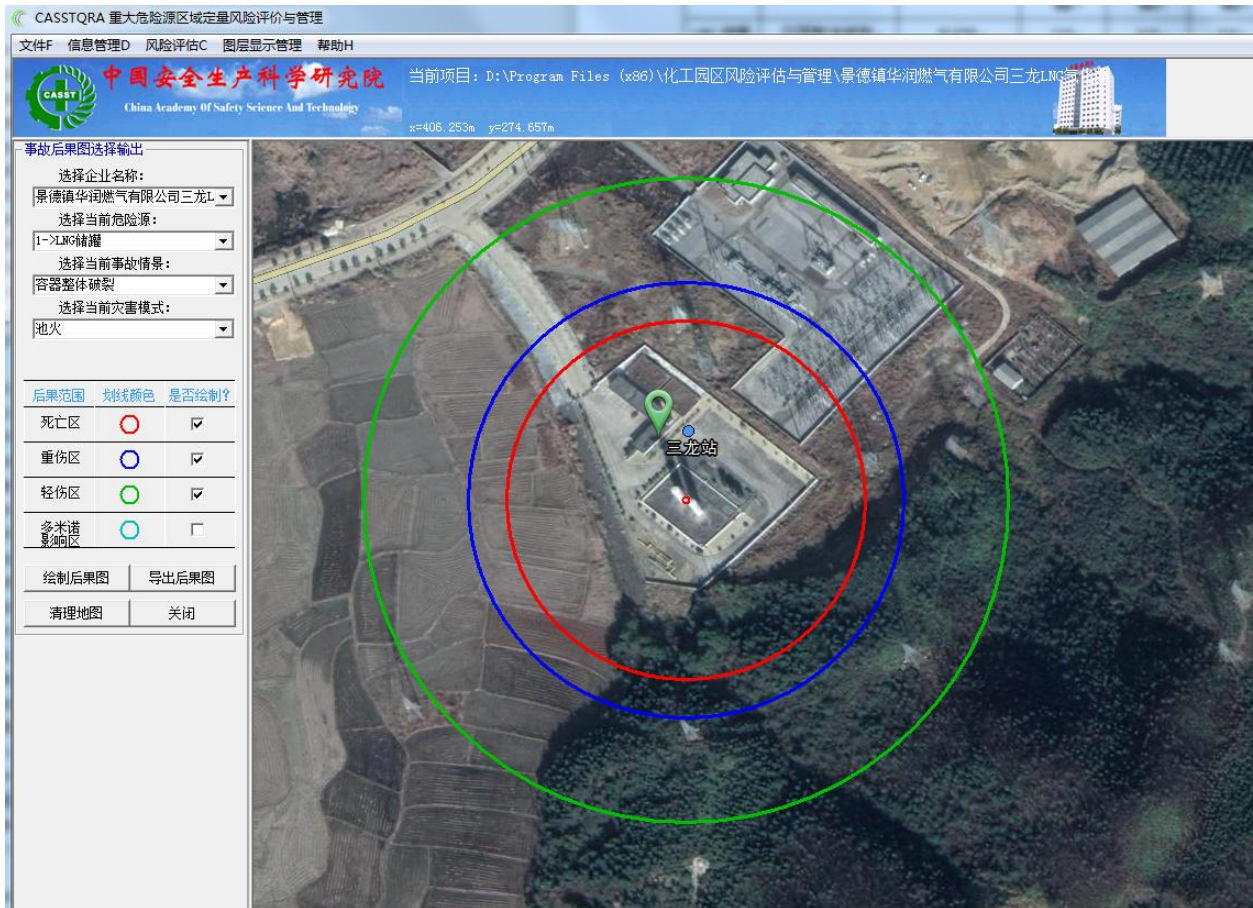 CASSTQRA 重大危险源区域定量风险评价与管理
文件F 信息管理D 风险评估C 图层显示管理 帮助H
CASST
中国安全生产科学研究院
China Academy Of Safety Science And Technology
当前项目: D:\Program Files (x86)\化工园区风险评估与管理\景德镇华润燃气有限公司三龙LNG
x=406.253m y=274.657m
事故后果图选择输出
选择企业名称:
景德镇华润燃气有限公司三龙L
选择当前危险源:
1->LNG储罐
选择当前事故情景:
容器整体破裂
选择当前灾害模式:
池火
后果范围 划线颜色 是否绘制?
死亡区
重伤区
轻伤区
多米诺
影响区
绘制后果图 导出后果图
清理地图 关闭
三龙站